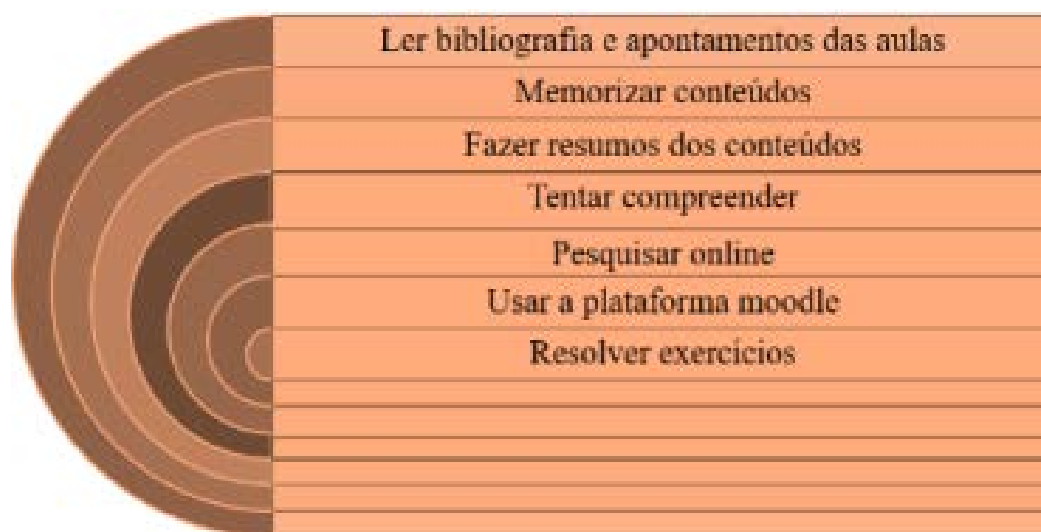 Ler bibliografia e apontamentos das aulas
Memorizar conteúdos
Fazer resumos dos conteúdos
Tentar compreender
Pesquisar online
Usar a plataforma moodle
Resolver exercícios